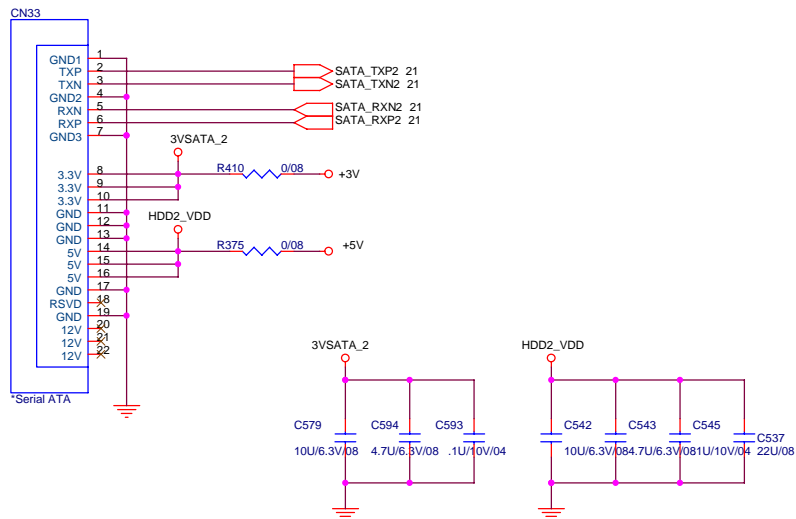 CN33
GND1 1
TXP 2 SATA_TXP2 21
TXN 3 SATA_TXN2 21
GND2 4
RXN 5 SATA_RXN2 21
RXP 6 SATA_RXP2 21
GND3 7
3VSATA_2
3.3V 8 R410 0/08 +3V
3.3V 9
3.3V 10
GND 11
GND 12 HDD2_VDD
GND 13
5V 14 R375 0/08 +5V
5V 15
5V 16
GND 17
RSVD 18
GND 19
12V 20
12V 21
12V 22
*Serial ATA
3VSATA_2 HDD2_VDD
C579 C594 C593 C542 C543 C545 C537
10U/6.3V/08 4.7U/6.3V/08 .1U/10V/04 10U/6.3V/08 4.7U/6.3V/08 .1U/10V/04 22U/08